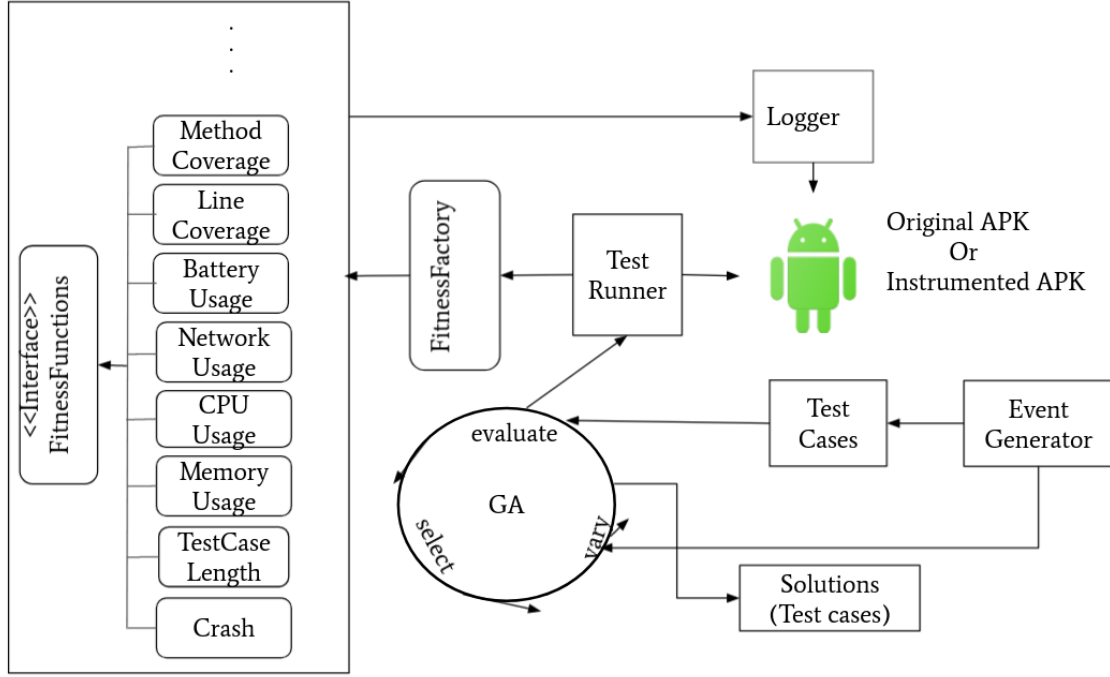 .
.
.
Method
Coverage
Line
Coverage
Battery
Usage
Network
Usage
CPU
Usage
Memory
Usage
TestCase
Length
Crash
<<Interface>>
FitnessFunctions
FitnessFactory
Test
Runner
Logger
Original APK
Or
Instrumented APK
evaluate
GA
select
vary
Test
Cases
Event
Generator
Solutions
(Test cases)